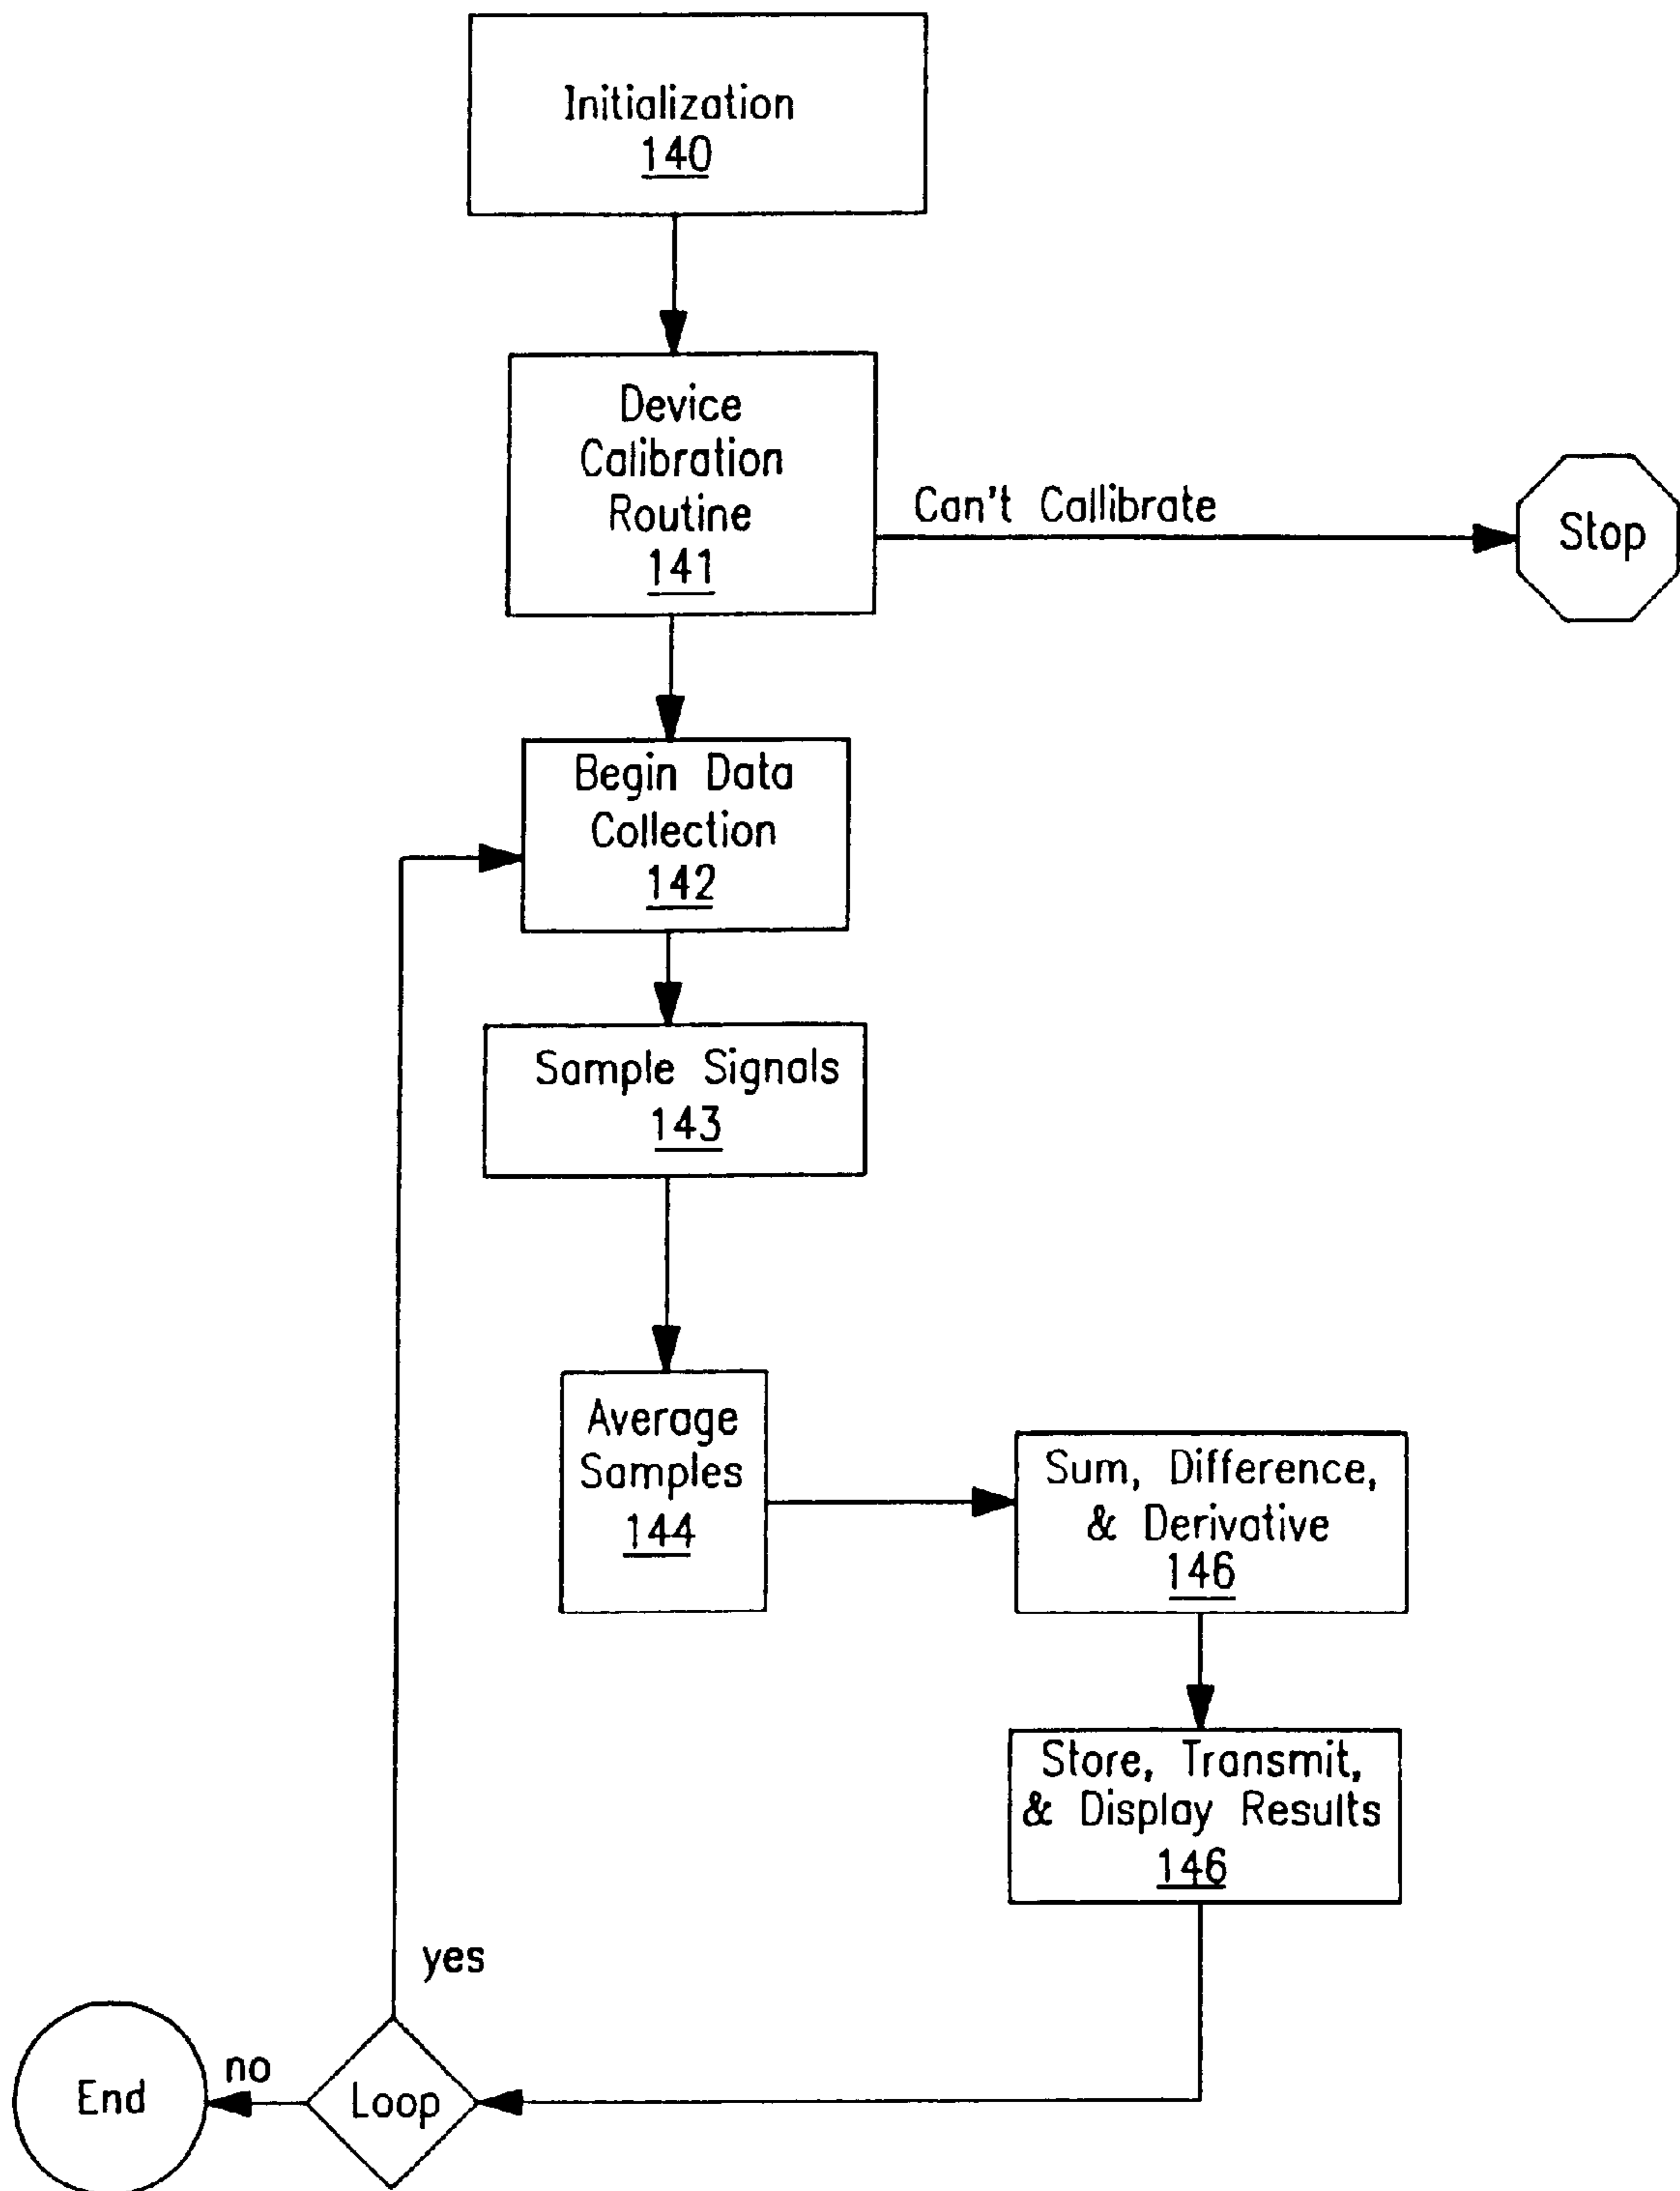 Initialization
140
Device
Calibration
Routine
141
Can't Callibrate
Stop
Begin Data
Collection
142
Sample Signals
143
Average
Samples
144
Sum, Difference,
& Derivative
146
Store, Transmit,
& Display Results
146
yes
no
Loop
End